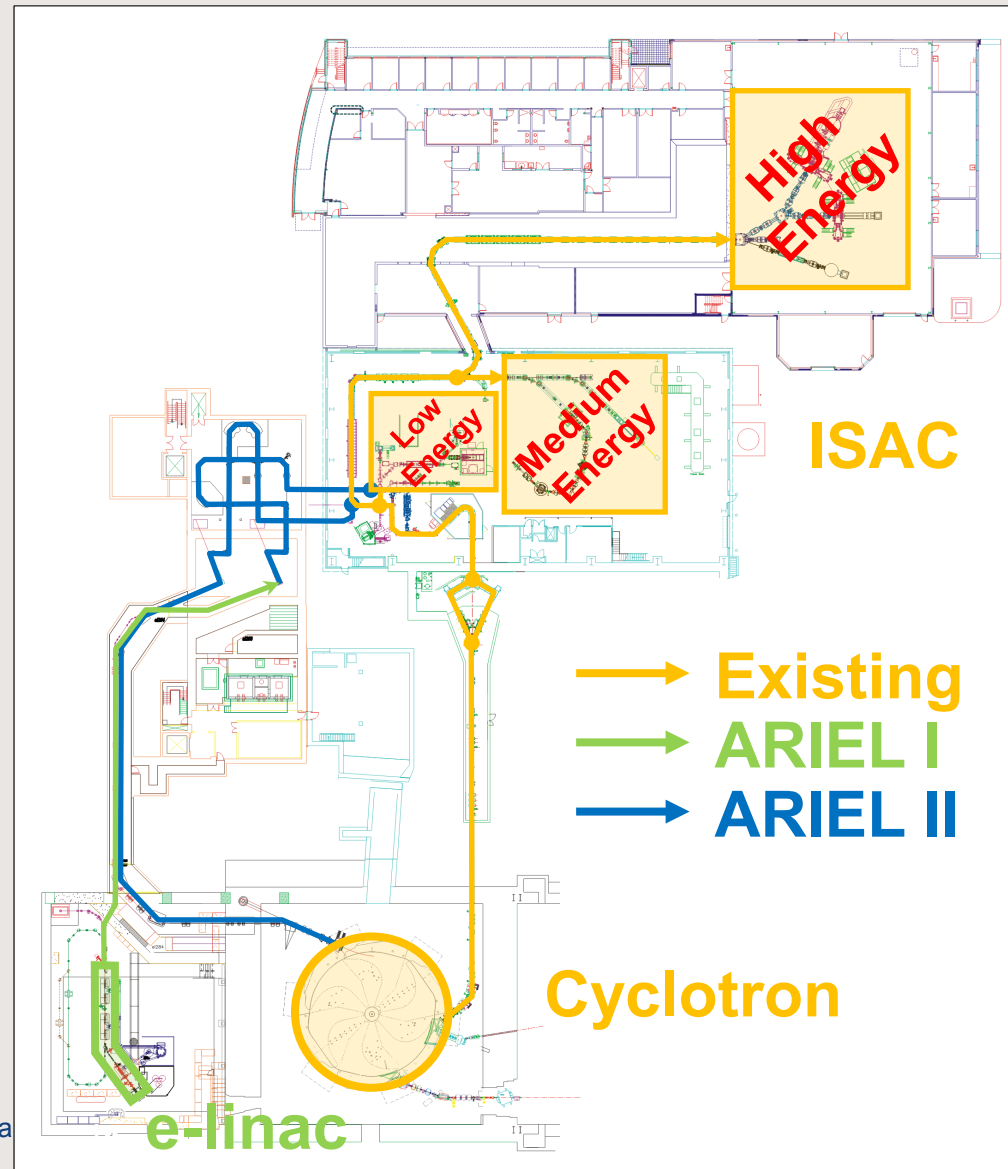 High
Energy
Low
Energy
Medium
Energy
ISAC
Existing
ARIEL I
ARIEL II
Cyclotron
e-linac